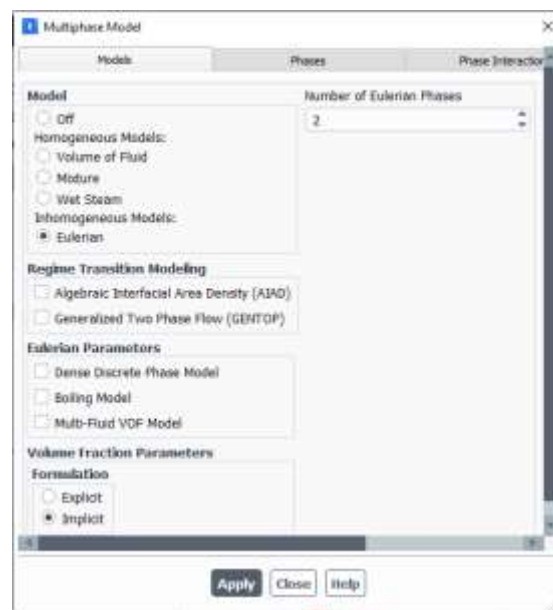 Multiphase Model
Models Phases Phase Interaction
Model
Off
Homogeneous Models:
Volume of Fluid
Mixture
Wet Steam
Inhomogeneous Models:
Eulerian
Number of Eulerian Phases
2
Regime Transition Modeling
Algebraic Interfacial Area Density (AIAD)
Generalized Two Phase Flow (GENTOP)
Eulerian Parameters
Dense Discrete Phase Model
Boiling Model
Multi-Fluid VOF Model
Volume Fraction Parameters
Formulation
Explicit
Implicit
Apply Close Help